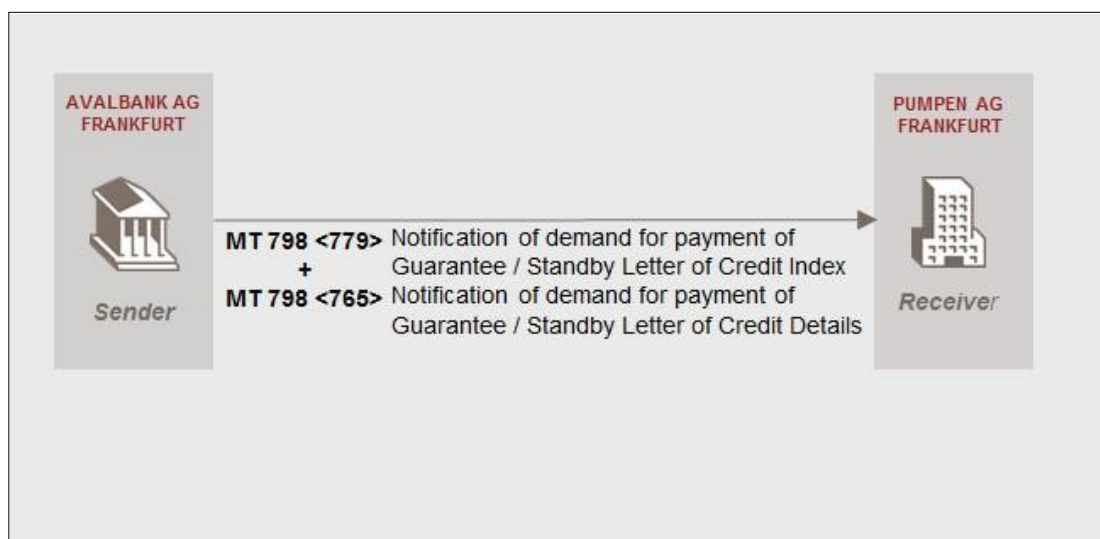 AVALBANK AG
FRANKFURT
Sender
MT 798 <779> Notification of demand for payment of
+ Guarantee / Standby Letter of Credit Index
MT 798 <765> Notification of demand for payment of
Guarantee / Standby Letter of Credit Details
PUMPEN AG
FRANKFURT
Receiver